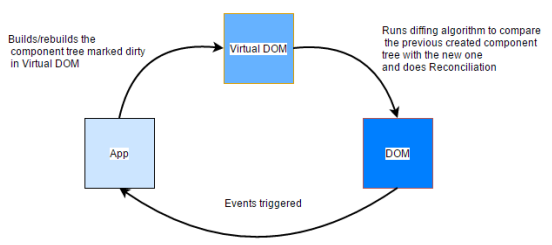 Builds/rebuilds the
component tree marked dirty
in Virtual DOM
Virtual DOM
Runs diffing algorithm to compare
the previous created component
tree with the new one
and does Reconciliation
App
DOM
Events triggered